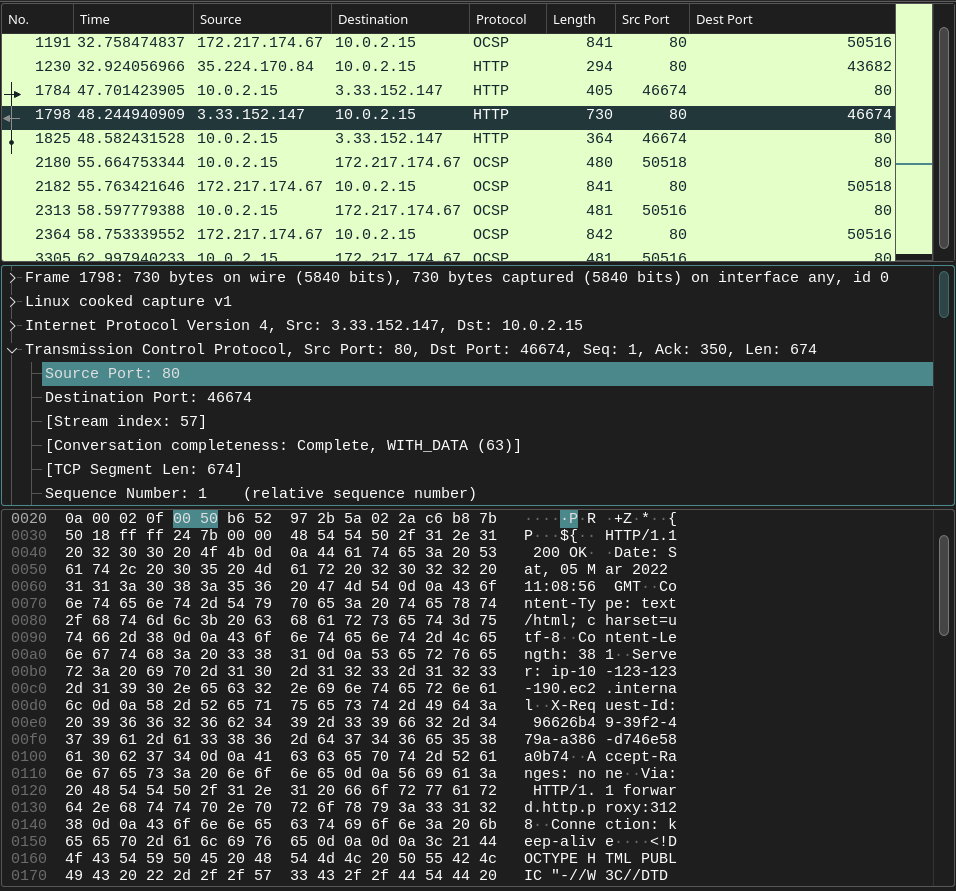 No. Time Source Destination Protocol Length Src Port Dest Port
1191 32.758474837 172.217.174.67 10.0.2.15 OCSP 841 80 50516
1230 32.924056966 35.224.170.84 10.0.2.15 HTTP 294 80 43682
1784 47.701423905 10.0.2.15 3.33.152.147 HTTP 405 46674 80
1798 48.244940909 3.33.152.147 10.0.2.15 HTTP 730 80 46674
1825 48.582431528 10.0.2.15 3.33.152.147 HTTP 364 46674 80
2180 55.664753344 10.0.2.15 172.217.174.67 OCSP 480 50518 80
2182 55.763421646 172.217.174.67 10.0.2.15 OCSP 841 80 50518
2313 58.597779388 10.0.2.15 172.217.174.67 OCSP 481 50516 80
2364 58.753339552 172.217.174.67 10.0.2.15 OCSP 842 80 50516
3305 62.997940233 10.0.2.15 172.217.174.67 OCSP 481 50516 80
Frame 1798: 730 bytes on wire (5840 bits), 730 bytes captured (5840 bits) on interface any, id 0
Linux cooked capture v1
Internet Protocol Version 4, Src: 3.33.152.147, Dst: 10.0.2.15
Transmission Control Protocol, Src Port: 80, Dst Port: 46674, Seq: 1, Ack: 350, Len: 674
Source Port: 80
Destination Port: 46674
[Stream index: 57]
[Conversation completeness: Complete, WITH_DATA (63)]
[TCP Segment Len: 674]
Sequence Number: 1    (relative sequence number)
0020 0a 00 02 0f 00 50 b6 52 97 2b 5a 02 2a c6 b8 7b ·····P·R ·+Z·*··{
0030 50 18 ff ff 24 7b 00 00 48 54 54 50 2f 31 2e 31 P···${·· HTTP/1.1
0040 20 32 30 30 20 4f 4b 0d 0a 44 61 74 65 3a 20 53 200 OK· ·Date: S
0050 61 74 2c 20 30 35 20 4d 61 72 20 32 30 32 32 20 at, 05 M ar 2022
0060 31 31 3a 30 38 3a 35 36 20 47 4d 54 0d 0a 43 6f 11:08:56 GMT··Co
0070 6e 74 65 6e 74 2d 54 79 70 65 3a 20 74 65 78 74 ntent-Ty pe: text
0080 2f 68 74 6d 6c 3b 20 63 68 61 72 73 65 74 3d 75 /html; c harset=u
0090 74 66 2d 38 0d 0a 43 6f 6e 74 65 6e 74 2d 4c 65 tf-8··Co ntent-Le
00a0 6e 67 74 68 3a 20 33 38 31 0d 0a 53 65 72 76 65 ngth: 38 1··Serve
00b0 72 3a 20 69 70 2d 31 30 2d 31 32 33 2d 31 32 33 r: ip-10 -123-123
00c0 2d 31 39 30 2e 65 63 32 2e 69 6e 74 65 72 6e 61 -190.ec2 .interna
00d0 6c 0d 0a 58 2d 52 65 71 75 65 73 74 2d 49 64 3a l··X-Req uest-Id:
00e0 20 39 36 36 32 36 62 34 39 2d 33 39 66 32 2d 34 96626b4 9-39f2-4
00f0 37 39 61 2d 61 33 38 36 2d 64 37 34 36 65 35 38 79a-a386 -d746e58
0100 61 30 62 37 34 0d 0a 41 63 63 65 70 74 2d 52 61 a0b74··A ccept-Ra
0110 6e 67 65 73 3a 20 6e 6f 6e 65 0d 0a 56 69 61 3a nges: no ne··Via:
0120 20 48 54 54 50 2f 31 2e 31 20 66 6f 72 77 61 72 HTTP/1. 1 forwar
0130 64 2e 68 74 74 70 2e 70 72 6f 78 79 3a 33 31 32 d.http.p roxy:312
0140 38 0d 0a 43 6f 6e 6e 65 63 74 69 6f 6e 3a 20 6b 8··Conne ction: k
0150 65 65 70 2d 61 6c 69 76 65 0d 0a 0d 0a 3c 21 44 eep-aliv e····<!D
0160 4f 43 54 59 50 45 20 48 54 4d 4c 20 50 55 42 4c OCTYPE H TML PUBL
0170 49 43 20 22 2d 2f 2f 57 33 43 2f 2f 44 54 44 20 IC "-//W 3C//DTD